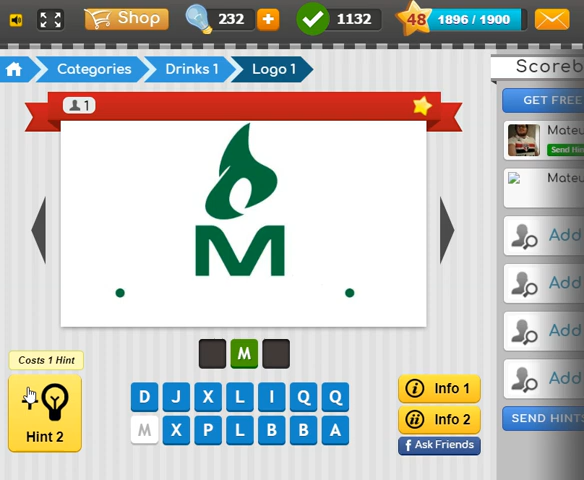 Shop 232 + 1132 48 1896 / 1900
Categories Drinks 1 Logo 1
Scoreb
1
GET FREE
Mateu
Send Hin
M
Mateu
Add
Add
Add
Add
Costs 1 Hint
Hint 2
M
D J X L I Q Q
M X P L B B A
i Info 1
ii Info 2
f Ask Friends
SEND HINTS